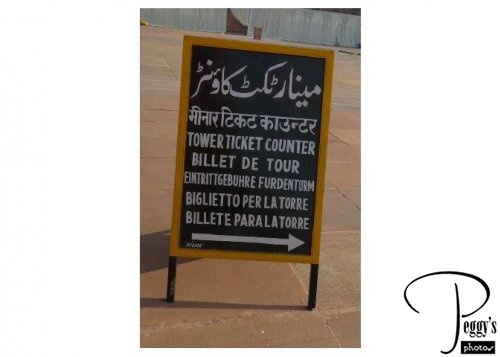 مینار ٹکٹ کاؤنٹر
मीनार टिकट काउन्टर
TOWER TICKET COUNTER
BILLET DE TOUR
EINTRITTGEBUHRE FURDENTURM
BIGLIETTO PER LA TORRE
BILLETE PARA LA TORRE
Peggy's
photos